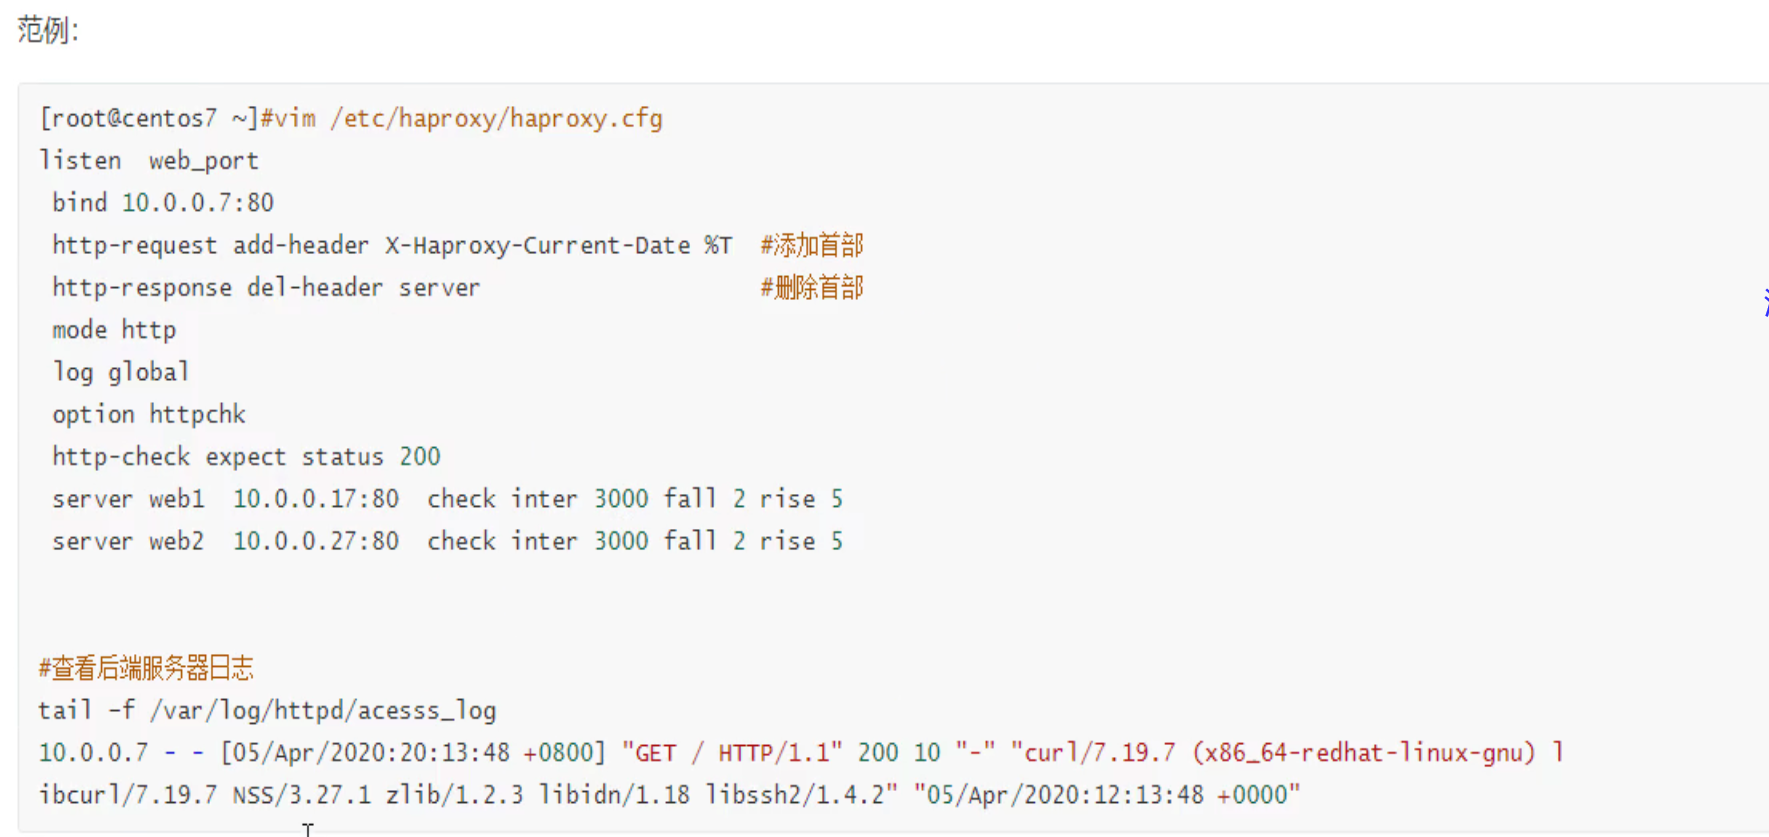 范例：
[root@centos7 ~]#vim /etc/haproxy/haproxy.cfg
listen  web_port
 bind 10.0.0.7:80
 http-request add-header X-Haproxy-Current-Date %T  #添加首部
 http-response del-header server                    #删除首部
 mode http
 log global
 option httpchk
 http-check expect status 200
 server web1  10.0.0.17:80  check inter 3000 fall 2 rise 5
 server web2  10.0.0.27:80  check inter 3000 fall 2 rise 5
#查看后端服务器日志
tail -f /var/log/httpd/acesss_log
10.0.0.7 - - [05/Apr/2020:20:13:48 +0800] "GET / HTTP/1.1" 200 10 "-" "curl/7.19.7 (x86_64-redhat-linux-gnu) l
ibcurl/7.19.7 NSS/3.27.1 zlib/1.2.3 libidn/1.18 libssh2/1.4.2" "05/Apr/2020:12:13:48 +0000"